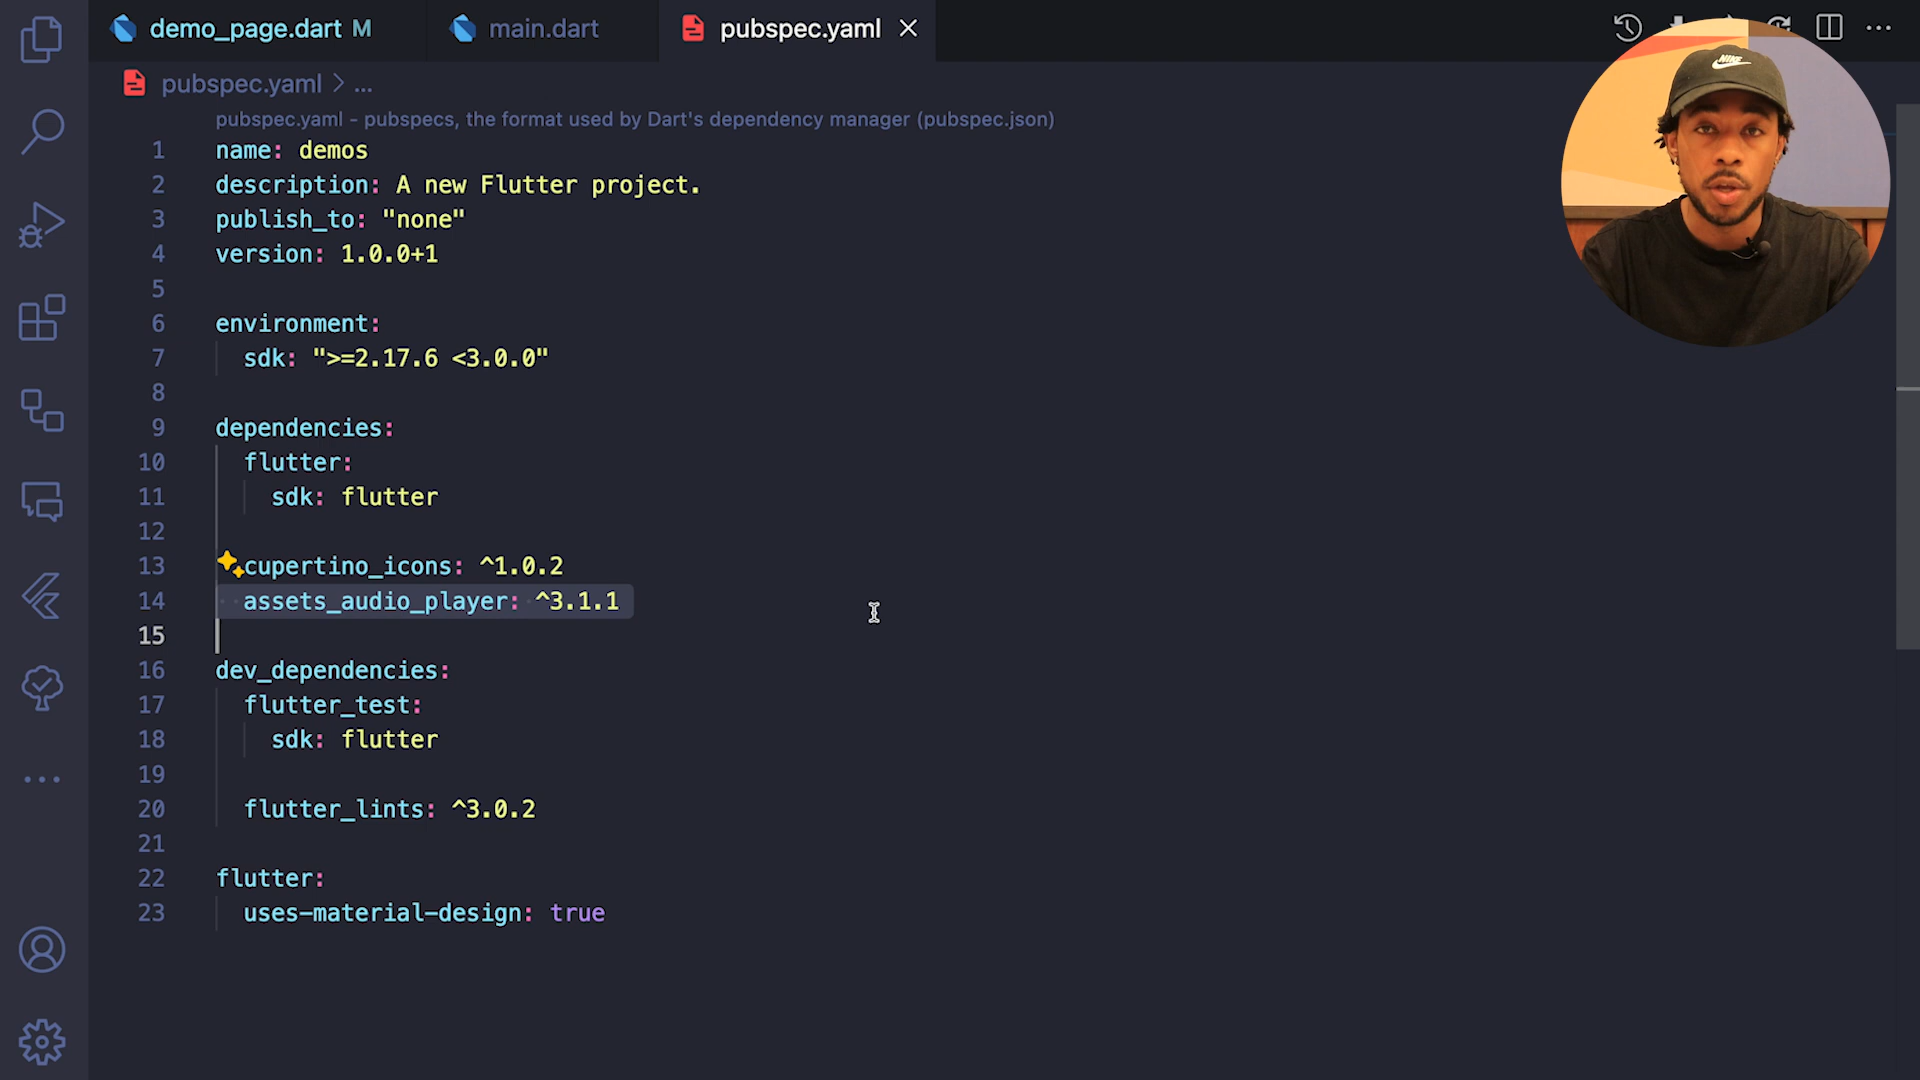 demo_page.dart M
main.dart
pubspec.yaml
pubspec.yaml > ...
pubspec.yaml - pubspecs, the format used by Dart's dependency manager (pubspec.json)
1 name: demos
2 description: A new Flutter project.
3 publish_to: "none"
4 version: 1.0.0+1
5
6 environment:
7 sdk: ">=2.17.6 <3.0.0"
8
9 dependencies:
10 flutter:
11 sdk: flutter
12
13 cupertino_icons: ^1.0.2
14 assets_audio_player: ^3.1.1
15
16 dev_dependencies:
17 flutter_test:
18 sdk: flutter
19
20 flutter_lints: ^3.0.2
21
22 flutter:
23 uses-material-design: true
NIKE